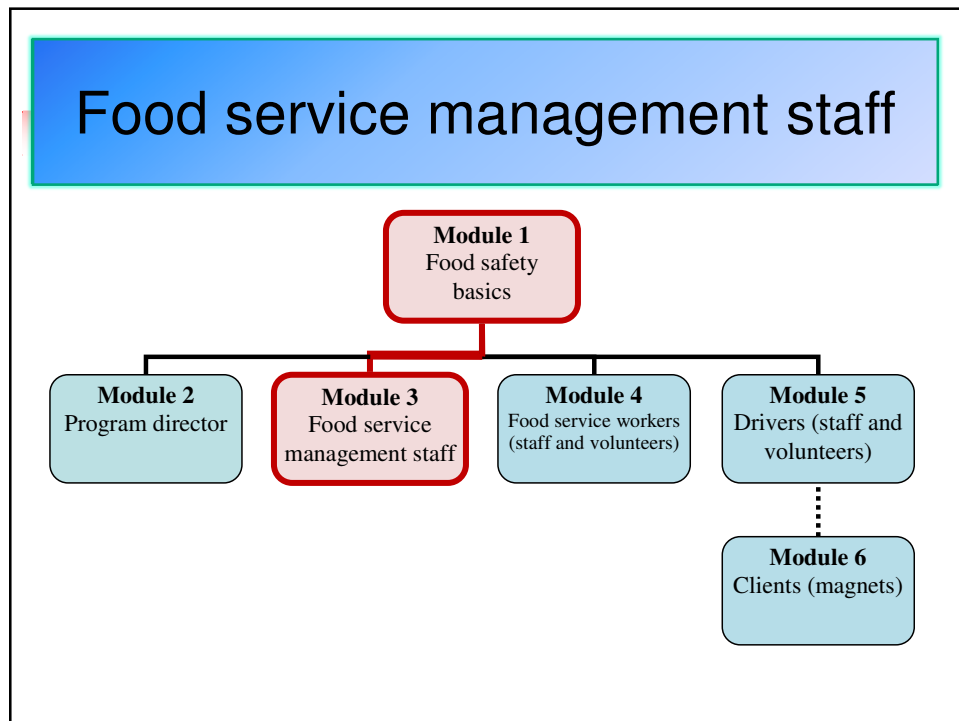 Food service management staff
Module 1
Food safety
basics
Module 2
Program director
Module 3
Food service
management staff
Module 4
Food service workers
(staff and volunteers)
Module 5
Drivers (staff and
volunteers)
Module 6
Clients (magnets)